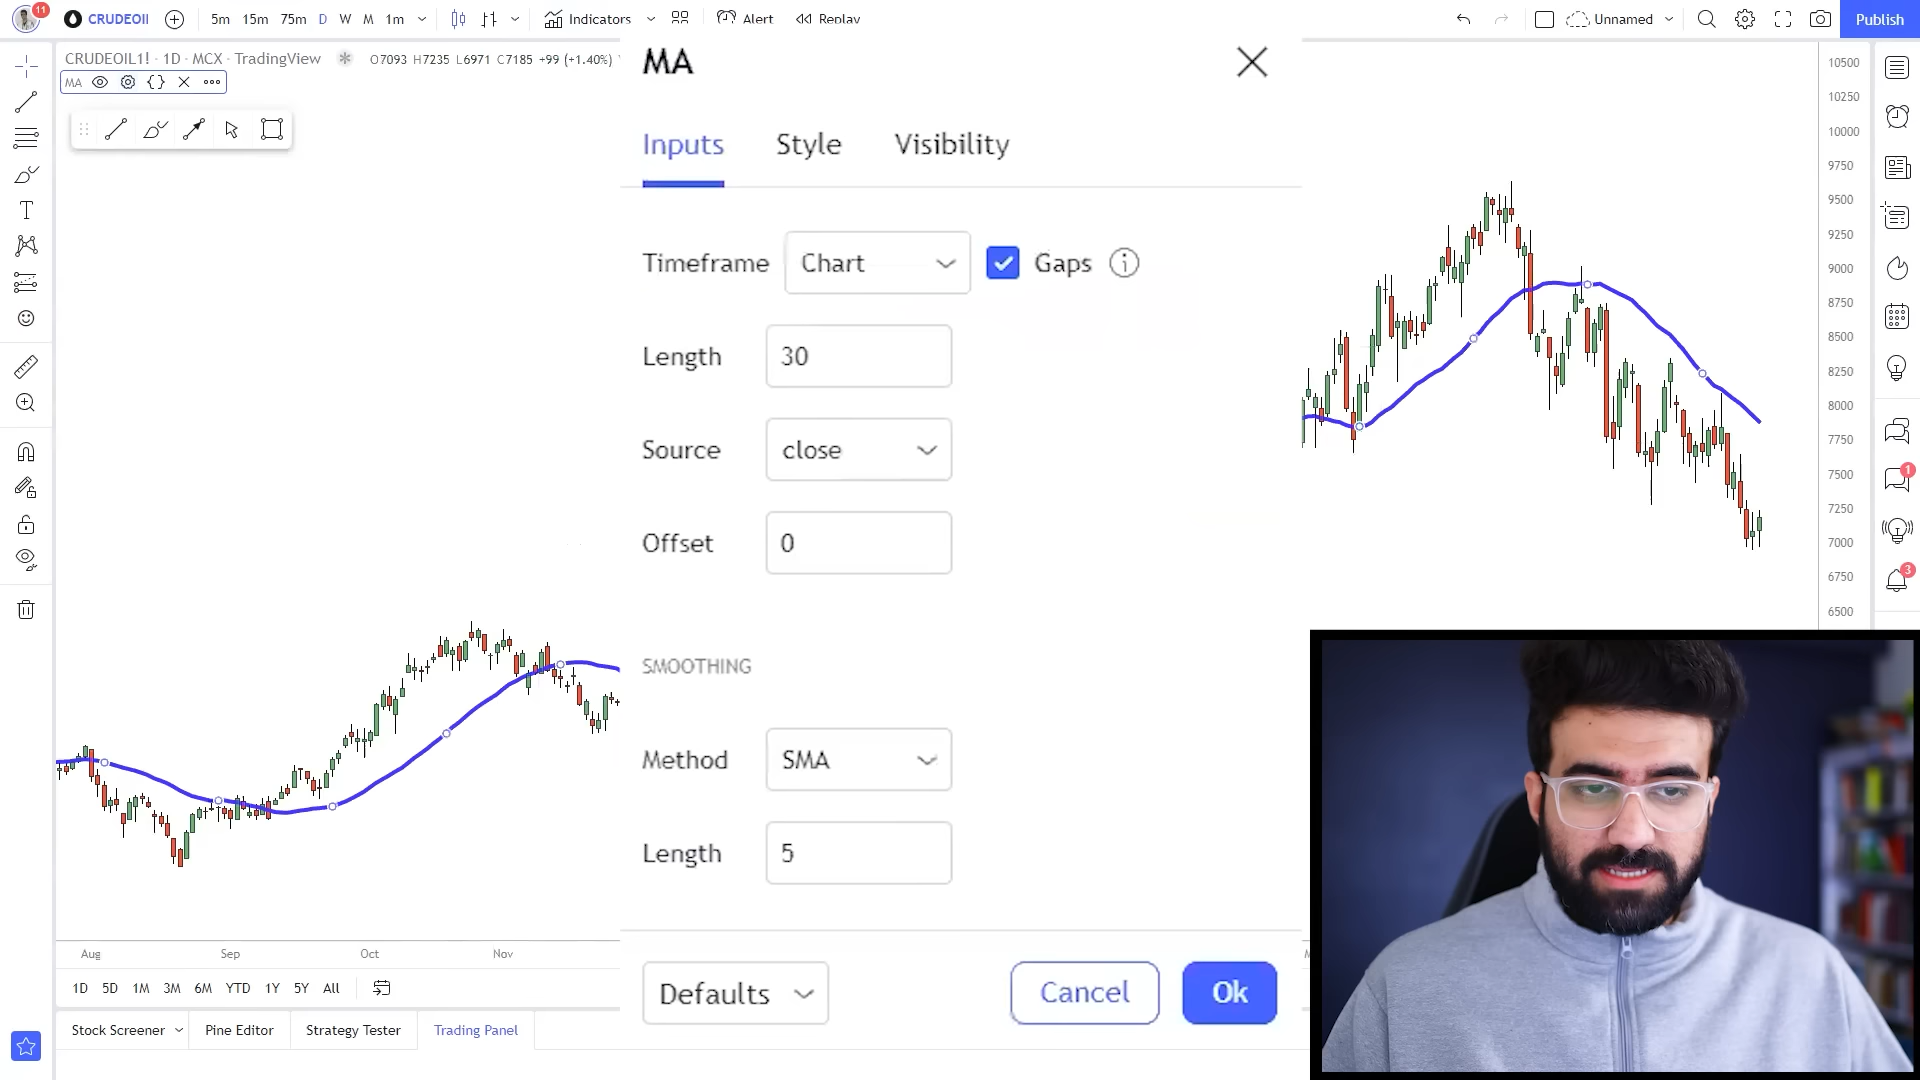 11
CRUDEOIl
5m 15m 75m D W M 1m
Indicators
Alert
Replay
Unnamed
Publish
CRUDEOIL1! · 1D · MCX · TradingView
O7093 H7235 L6971 C7185 +99 (+1.40%)
MA
MA
Inputs Style Visibility
Timeframe Chart Gaps
Length 30
Source close
Offset 0
SMOOTHING
Method SMA
Length 5
Defaults
Cancel
Ok
10500
10250
10000
9750
9500
9250
9000
8750
8500
8250
8000
7750
7500
7250
7000
6750
6500
1
3
Aug Sep Oct Nov
1D 5D 1M 3M 6M YTD 1Y 5Y All
Stock Screener Pine Editor Strategy Tester Trading Panel